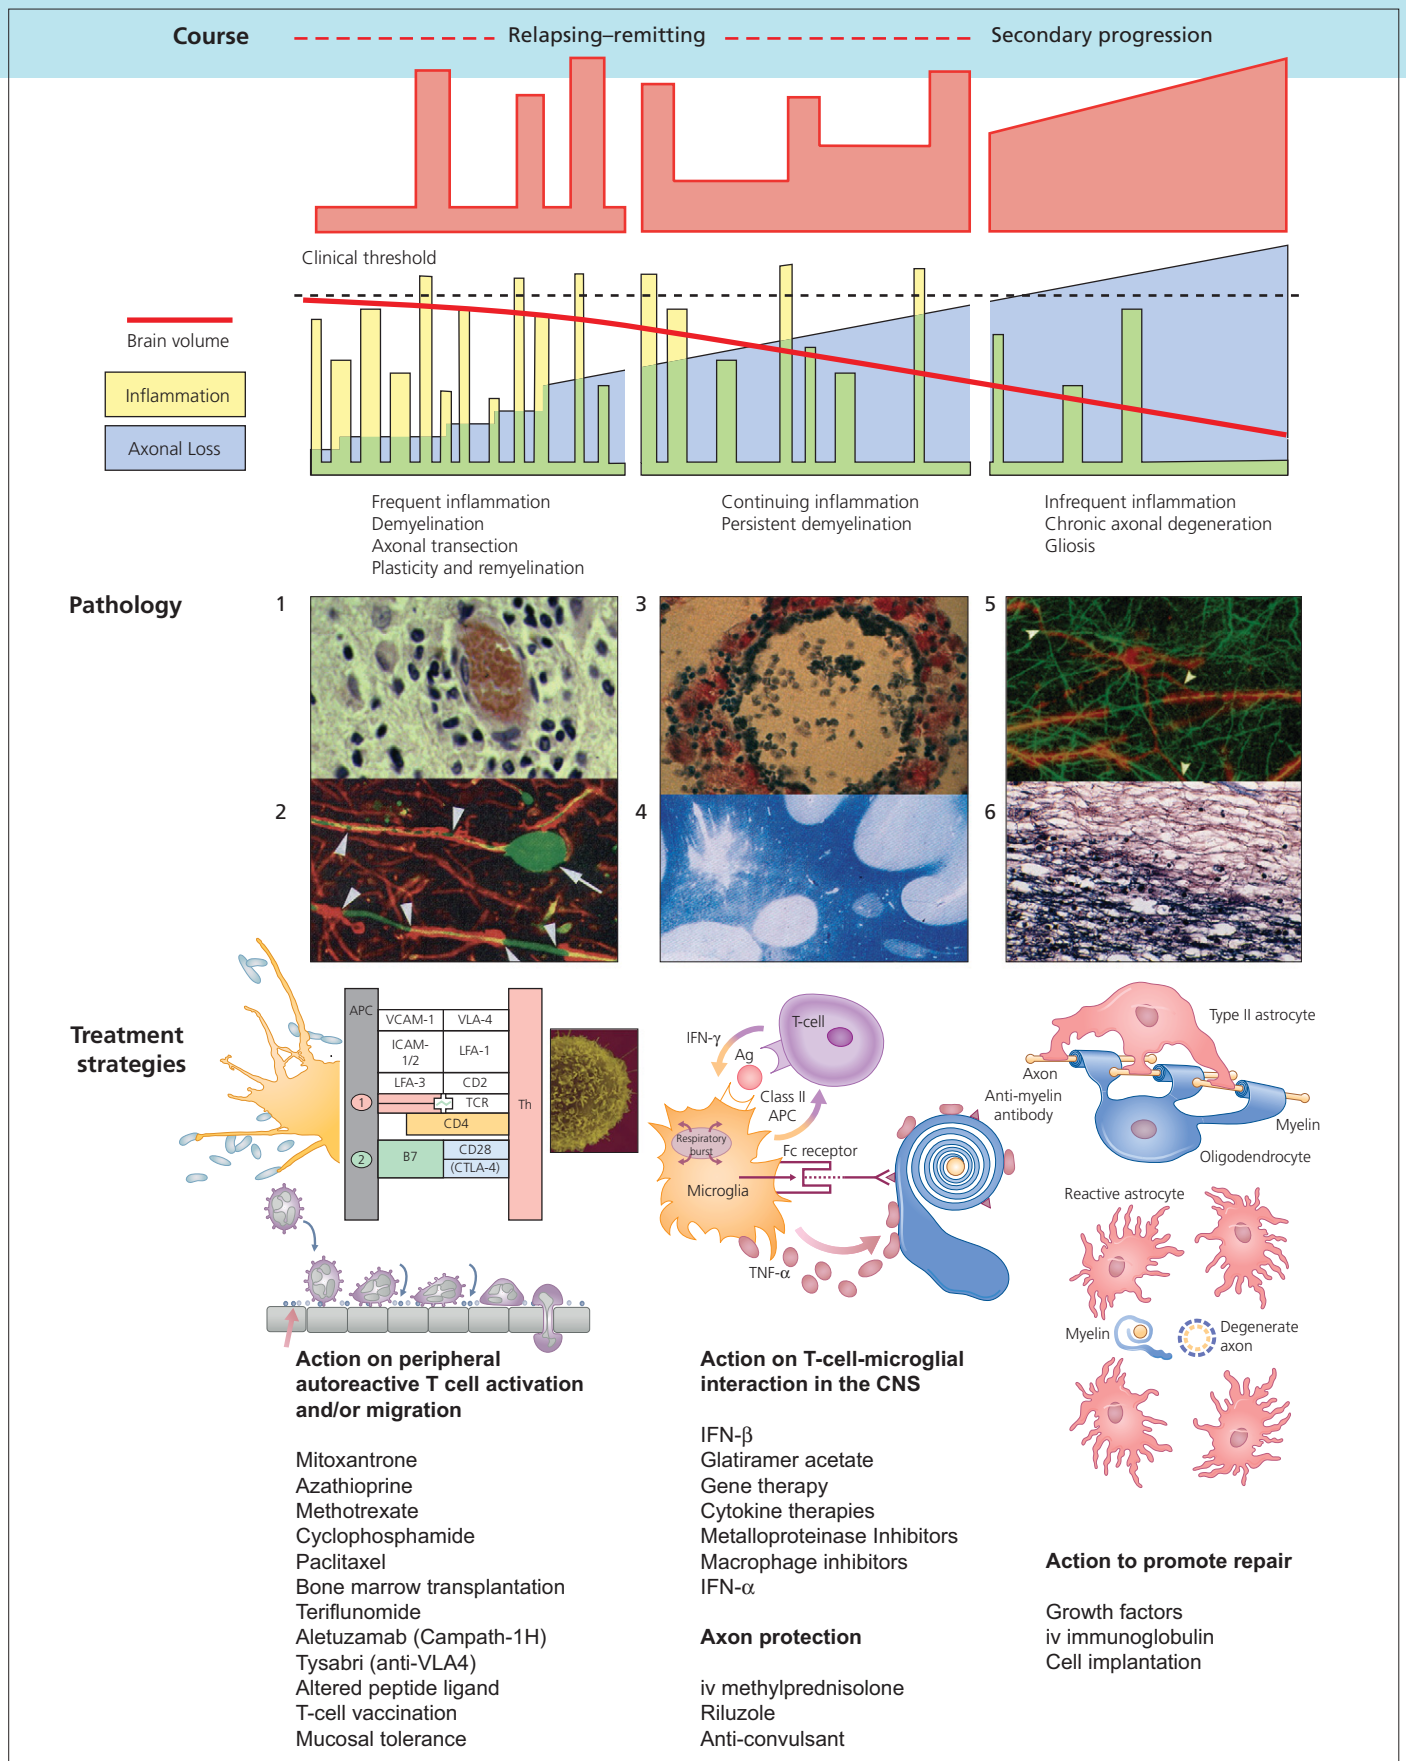 Course
Relapsing–remitting
Secondary progression
Clinical threshold
Brain volume
Inflammation
Axonal Loss
Frequent inflammation
Demyelination
Axonal transection
Plasticity and remyelination
Continuing inflammation
Persistent demyelination
Infrequent inflammation
Chronic axonal degeneration
Gliosis
Pathology
1
3
5
2
4
6
Treatment
strategies
APC
VCAM-1 VLA-4
ICAM-
1/2
LFA-1
LFA-3 CD2
1
TCR
CD4
Th
2
B7
CD28
(CTLA-4)
T-cell
IFN-γ
Ag
Class II
APC
Respiratory
burst
Fc receptor
Microglia
TNF-α
Anti-myelin
antibody
Type II astrocyte
Axon
Myelin
Oligodendrocyte
Reactive astrocyte
Myelin
Degenerate
axon
Action on peripheral
autoreactive T cell activation
and/or migration
Mitoxantrone
Azathioprine
Methotrexate
Cyclophosphamide
Paclitaxel
Bone marrow transplantation
Teriflunomide
Aletuzamab (Campath-1H)
Tysabri (anti-VLA4)
Altered peptide ligand
T-cell vaccination
Mucosal tolerance
Action on T-cell-microglial
interaction in the CNS
IFN-β
Glatiramer acetate
Gene therapy
Cytokine therapies
Metalloproteinase Inhibitors
Macrophage inhibitors
IFN-α
Axon protection
iv methylprednisolone
Riluzole
Anti-convulsant
Action to promote repair
Growth factors
iv immunoglobulin
Cell implantation